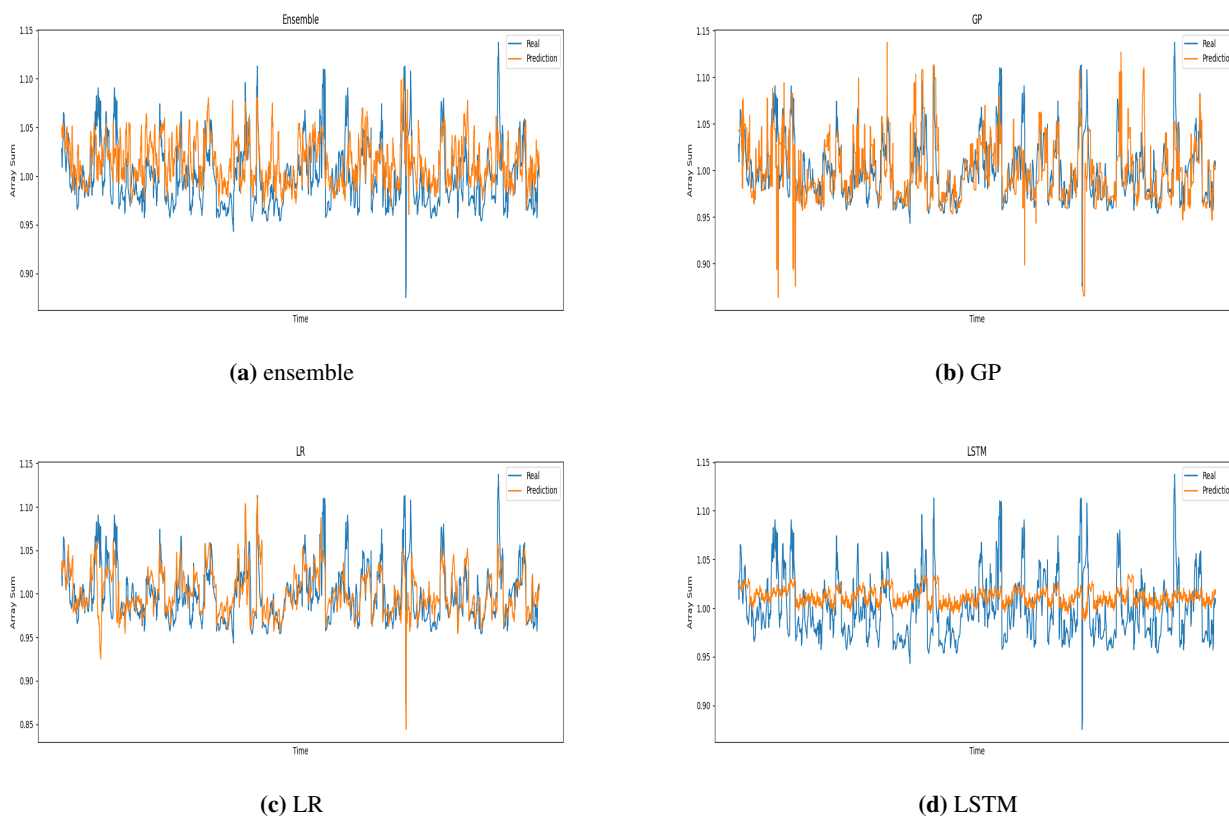 Ensemble
1.15
1.10
1.05
1.00
0.95
0.90
Array Sum
Time
Real
Prediction
(a) ensemble
GP
1.15
1.10
1.05
1.00
0.95
0.90
Array Sum
Time
Real
Prediction
(b) GP
LR
1.15
1.10
1.05
1.00
0.95
0.90
0.85
Array Sum
Time
Real
Prediction
(c) LR
LSTM
1.15
1.10
1.05
1.00
0.95
0.90
Array Sum
Time
Real
Prediction
(d) LSTM